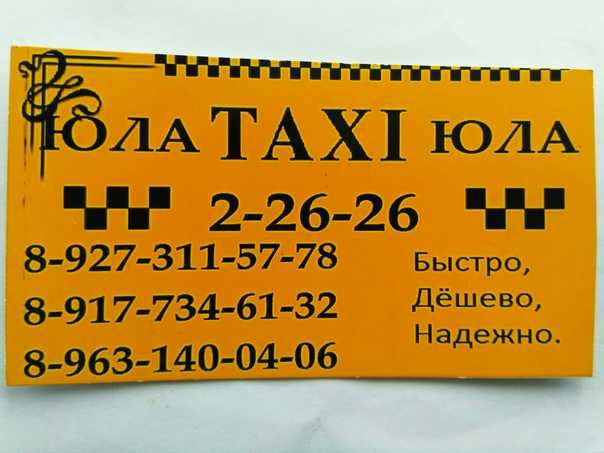 ЮЛА TAXI ЮЛА
2-26-26
8-927-311-57-78
8-917-734-61-32
8-963-140-04-06
Быстро,
Дёшево,
Надежно.